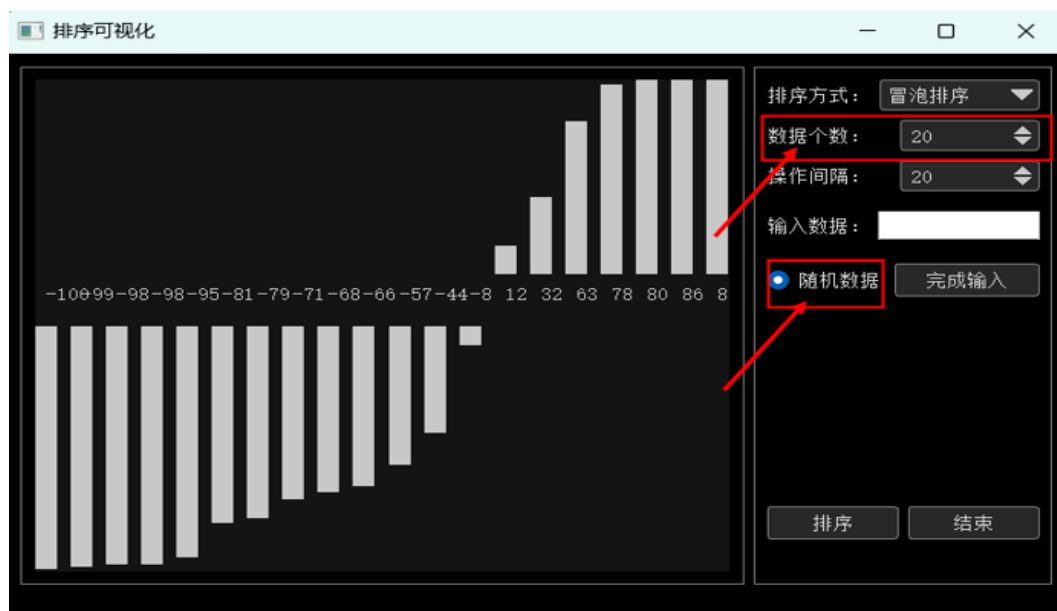 排序可视化
排序方式： 冒泡排序
数据个数： 20
操作间隔： 20
输入数据：
随机数据 完成输入
-99-98-98-95-81-79-71-68-66-57-44-8 12 32 63 78 80 86 8
排序 结束